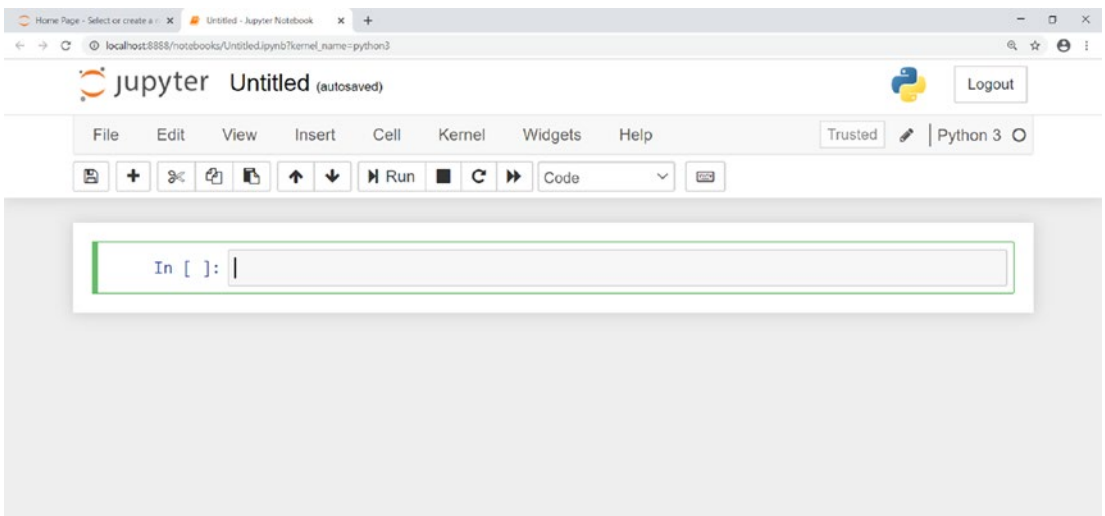 Home Page - Select or create a n
Untitled - Jupyter Notebook
localhost:8888/notebooks/Untitled.ipynb?kernel_name=python3
jupyter Untitled (autosaved)
Logout
File Edit View Insert Cell Kernel Widgets Help
Trusted
Python 3
Run
Code
In [ ]: